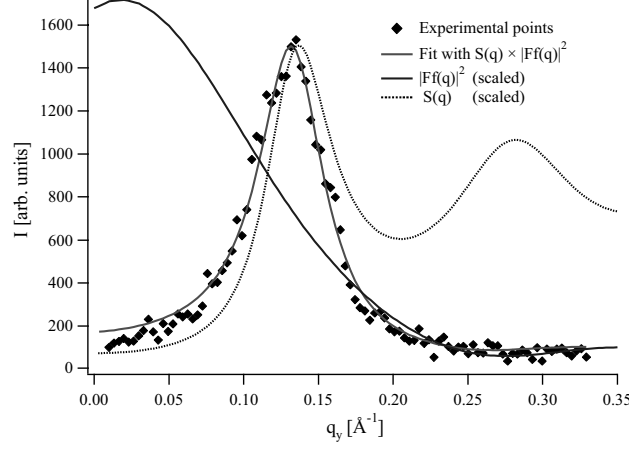 1600
1400
1200
1000
800
600
400
200
0
I [arb. units]
Experimental points
Fit with S(q) × |Ff(q)|²
|Ff(q)|² (scaled)
S(q) (scaled)
0.00 0.05 0.10 0.15 0.20 0.25 0.30 0.35
q_y [Å⁻¹]